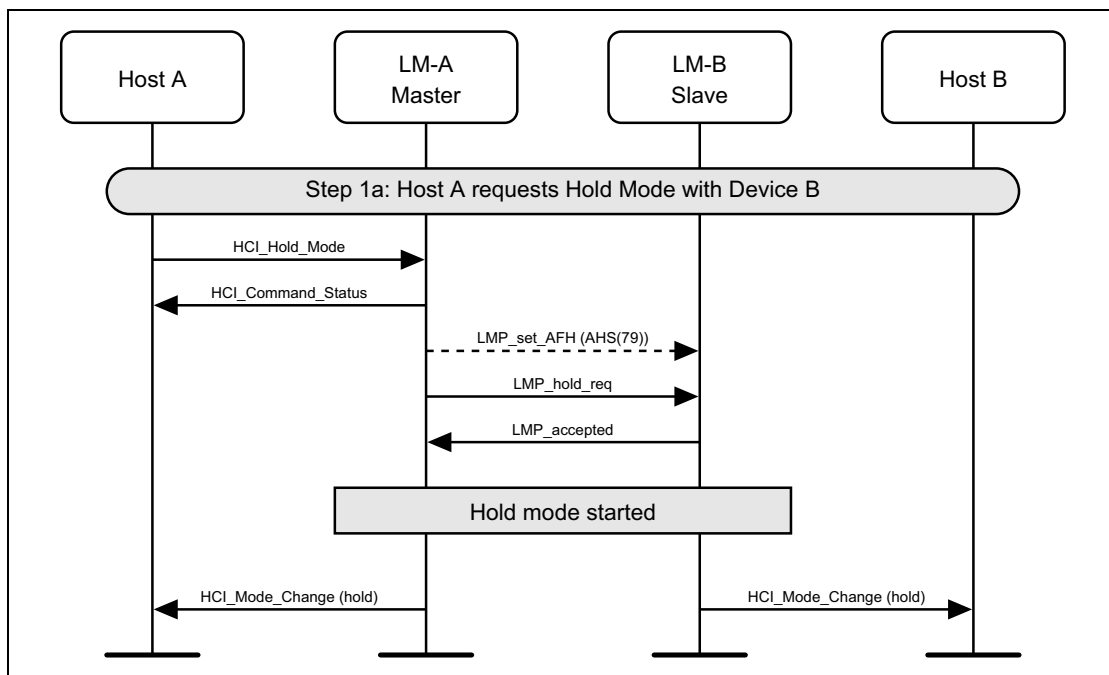 Host A
LM-A
Master
LM-B
Slave
Host B
Step 1a: Host A requests Hold Mode with Device B
HCI_Hold_Mode
HCI_Command_Status
LMP_set_AFH (AHS(79))
LMP_hold_req
LMP_accepted
Hold mode started
HCI_Mode_Change (hold)
HCI_Mode_Change (hold)